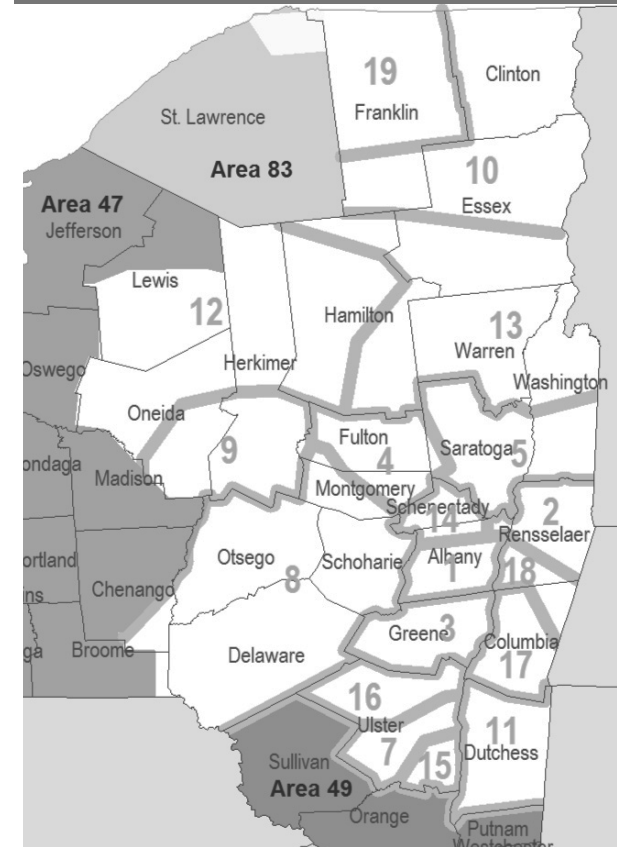 19
Clinton
Franklin
St. Lawrence
Area 83
10
Area 47
Essex
Jefferson
Lewis
12
Hamilton
13
Warren
Oswego
Herkimer
Washington
Oneida
Fulton
Saratoga 5
9
4
ondaga
Madison
Montgomery
Schenectady
2
14
Rensselaer
ortland
Otsego
Schoharie
Albany
8
1
18
ins
Chenango
Greene 3
Columbia
ga
Broome
Delaware
17
16
Ulster
11
7
Dutchess
Sullivan
15
Area 49
Orange
Putnam
Westchester